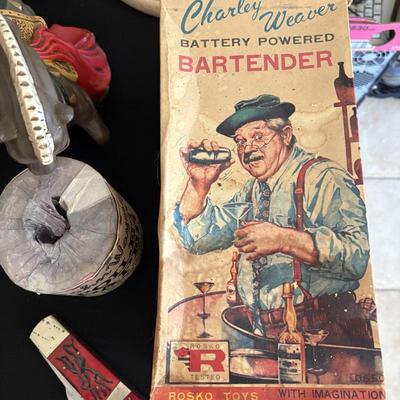 Charley Weaver
BATTERY POWERED
BARTENDER
ROSKO
R
TESTED
ROSKO TOYS WITH IMAGINATION